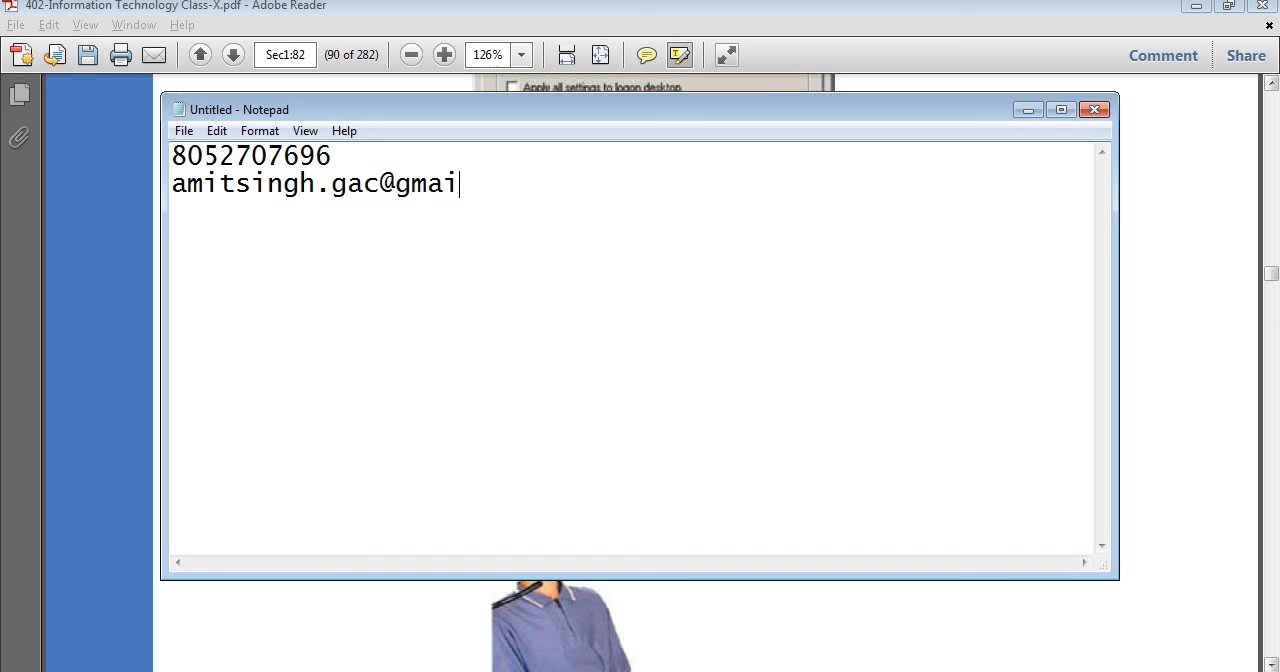 402-Information Technology Class-X.pdf - Adobe Reader
File Edit View Window Help
Sec1:82 (90 of 282) 126% Comment Share
Apply all settings to logon desktop
Untitled - Notepad
File Edit Format View Help
8052707696
amitsingh.gac@gmai